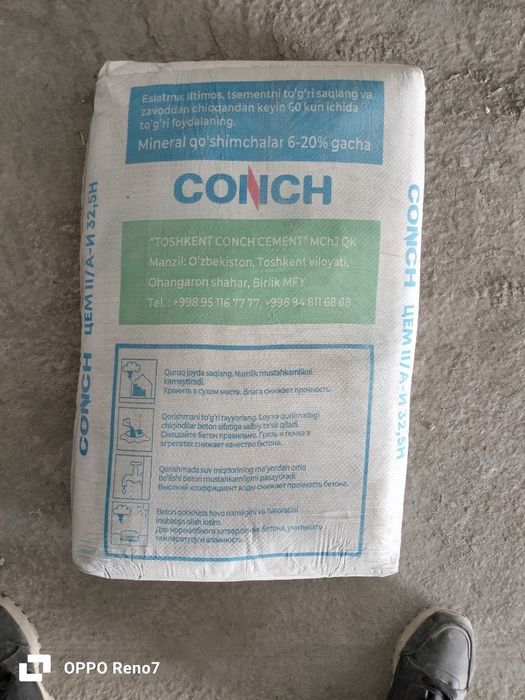 Eslatma: Iltimos, tsementni to'g'ri saqlang va
zavoddan chiqqandan keyin 60 kun ichida
to'g'ri foydalaning.
Mineral qo'shimchalar 6-20% gacha
CONCH
"TOSHKENT CONCH CEMENT" MChJ QK
Manzil: O'zbekiston, Toshkent viloyati,
Ohangaron shahar, Birlik MFY
Tel. : +998 95 116 77 77, +998 94 811 68 88
Quruq joyda saqlang. Namlik mustahkamlikni
kamaytiradi.
Хранить в сухом месте. Влага снижает прочность.
Qorishmani to'g'ri tayyorlang. Loy va qurilmadagi
chiqindilar beton sifatiga salbiy ta'sir qiladi.
Смешайте бетон правильно. Грязь и почва в
агрегатах снижает качество бетона.
Qorishmada suv miqdorining me'yordan ortiq
bo'lishi beton mustahkamligini pasaytiradi.
Высокий коэффициент воды снижает прочность бетона.
Beton qotishida havo namligini va haroratini
inobatga olish lozim.
Для нормального затвердения бетона, учитывать
температуру и влажность.
CONCH ЦЕМ II/А-И 32,5Н
CONCH ЦЕМ II/А-И 32,5Н
OPPO Reno7